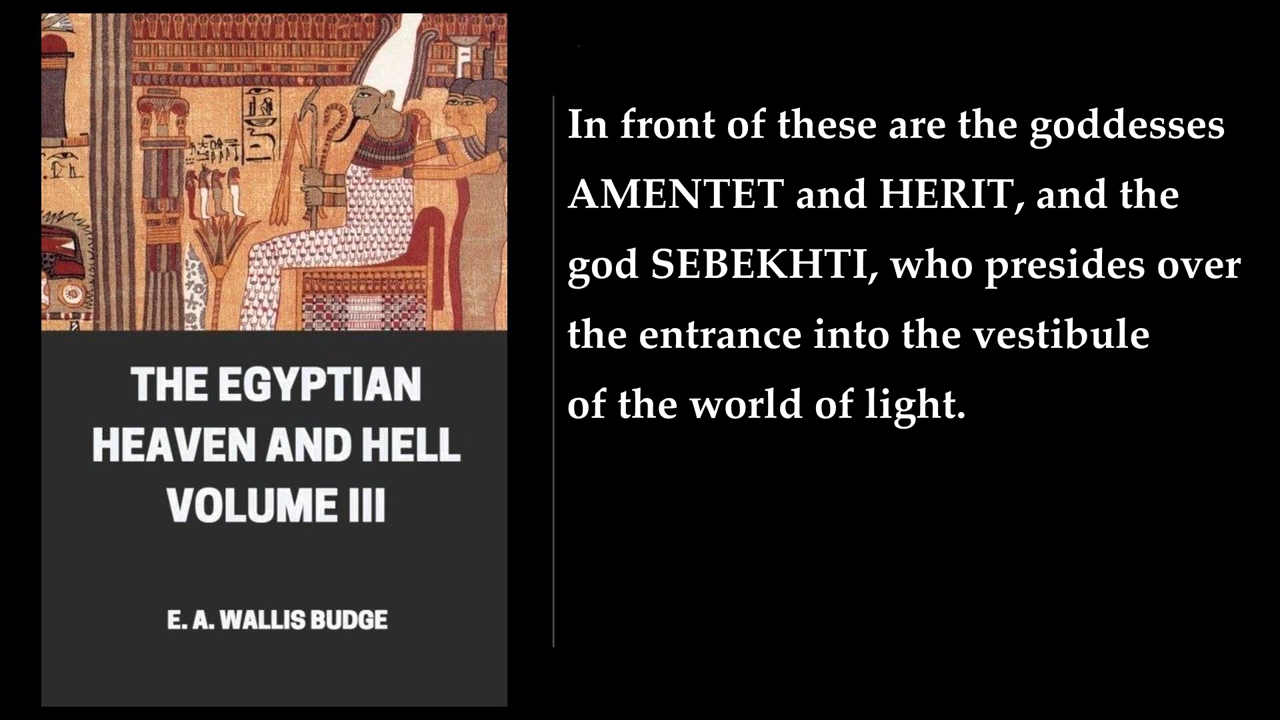 THE EGYPTIAN
HEAVEN AND HELL
VOLUME III
E. A. WALLIS BUDGE
In front of these are the goddesses
AMENTET and HERIT, and the
god SEBEKHTI, who presides over
the entrance into the vestibule
of the world of light.